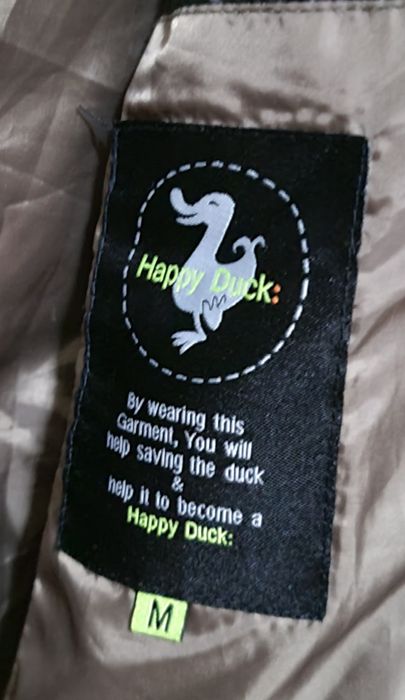 Happy Duck:
By wearing this
Garment, You will
help saving the duck
&
help it to become a
Happy Duck:
M